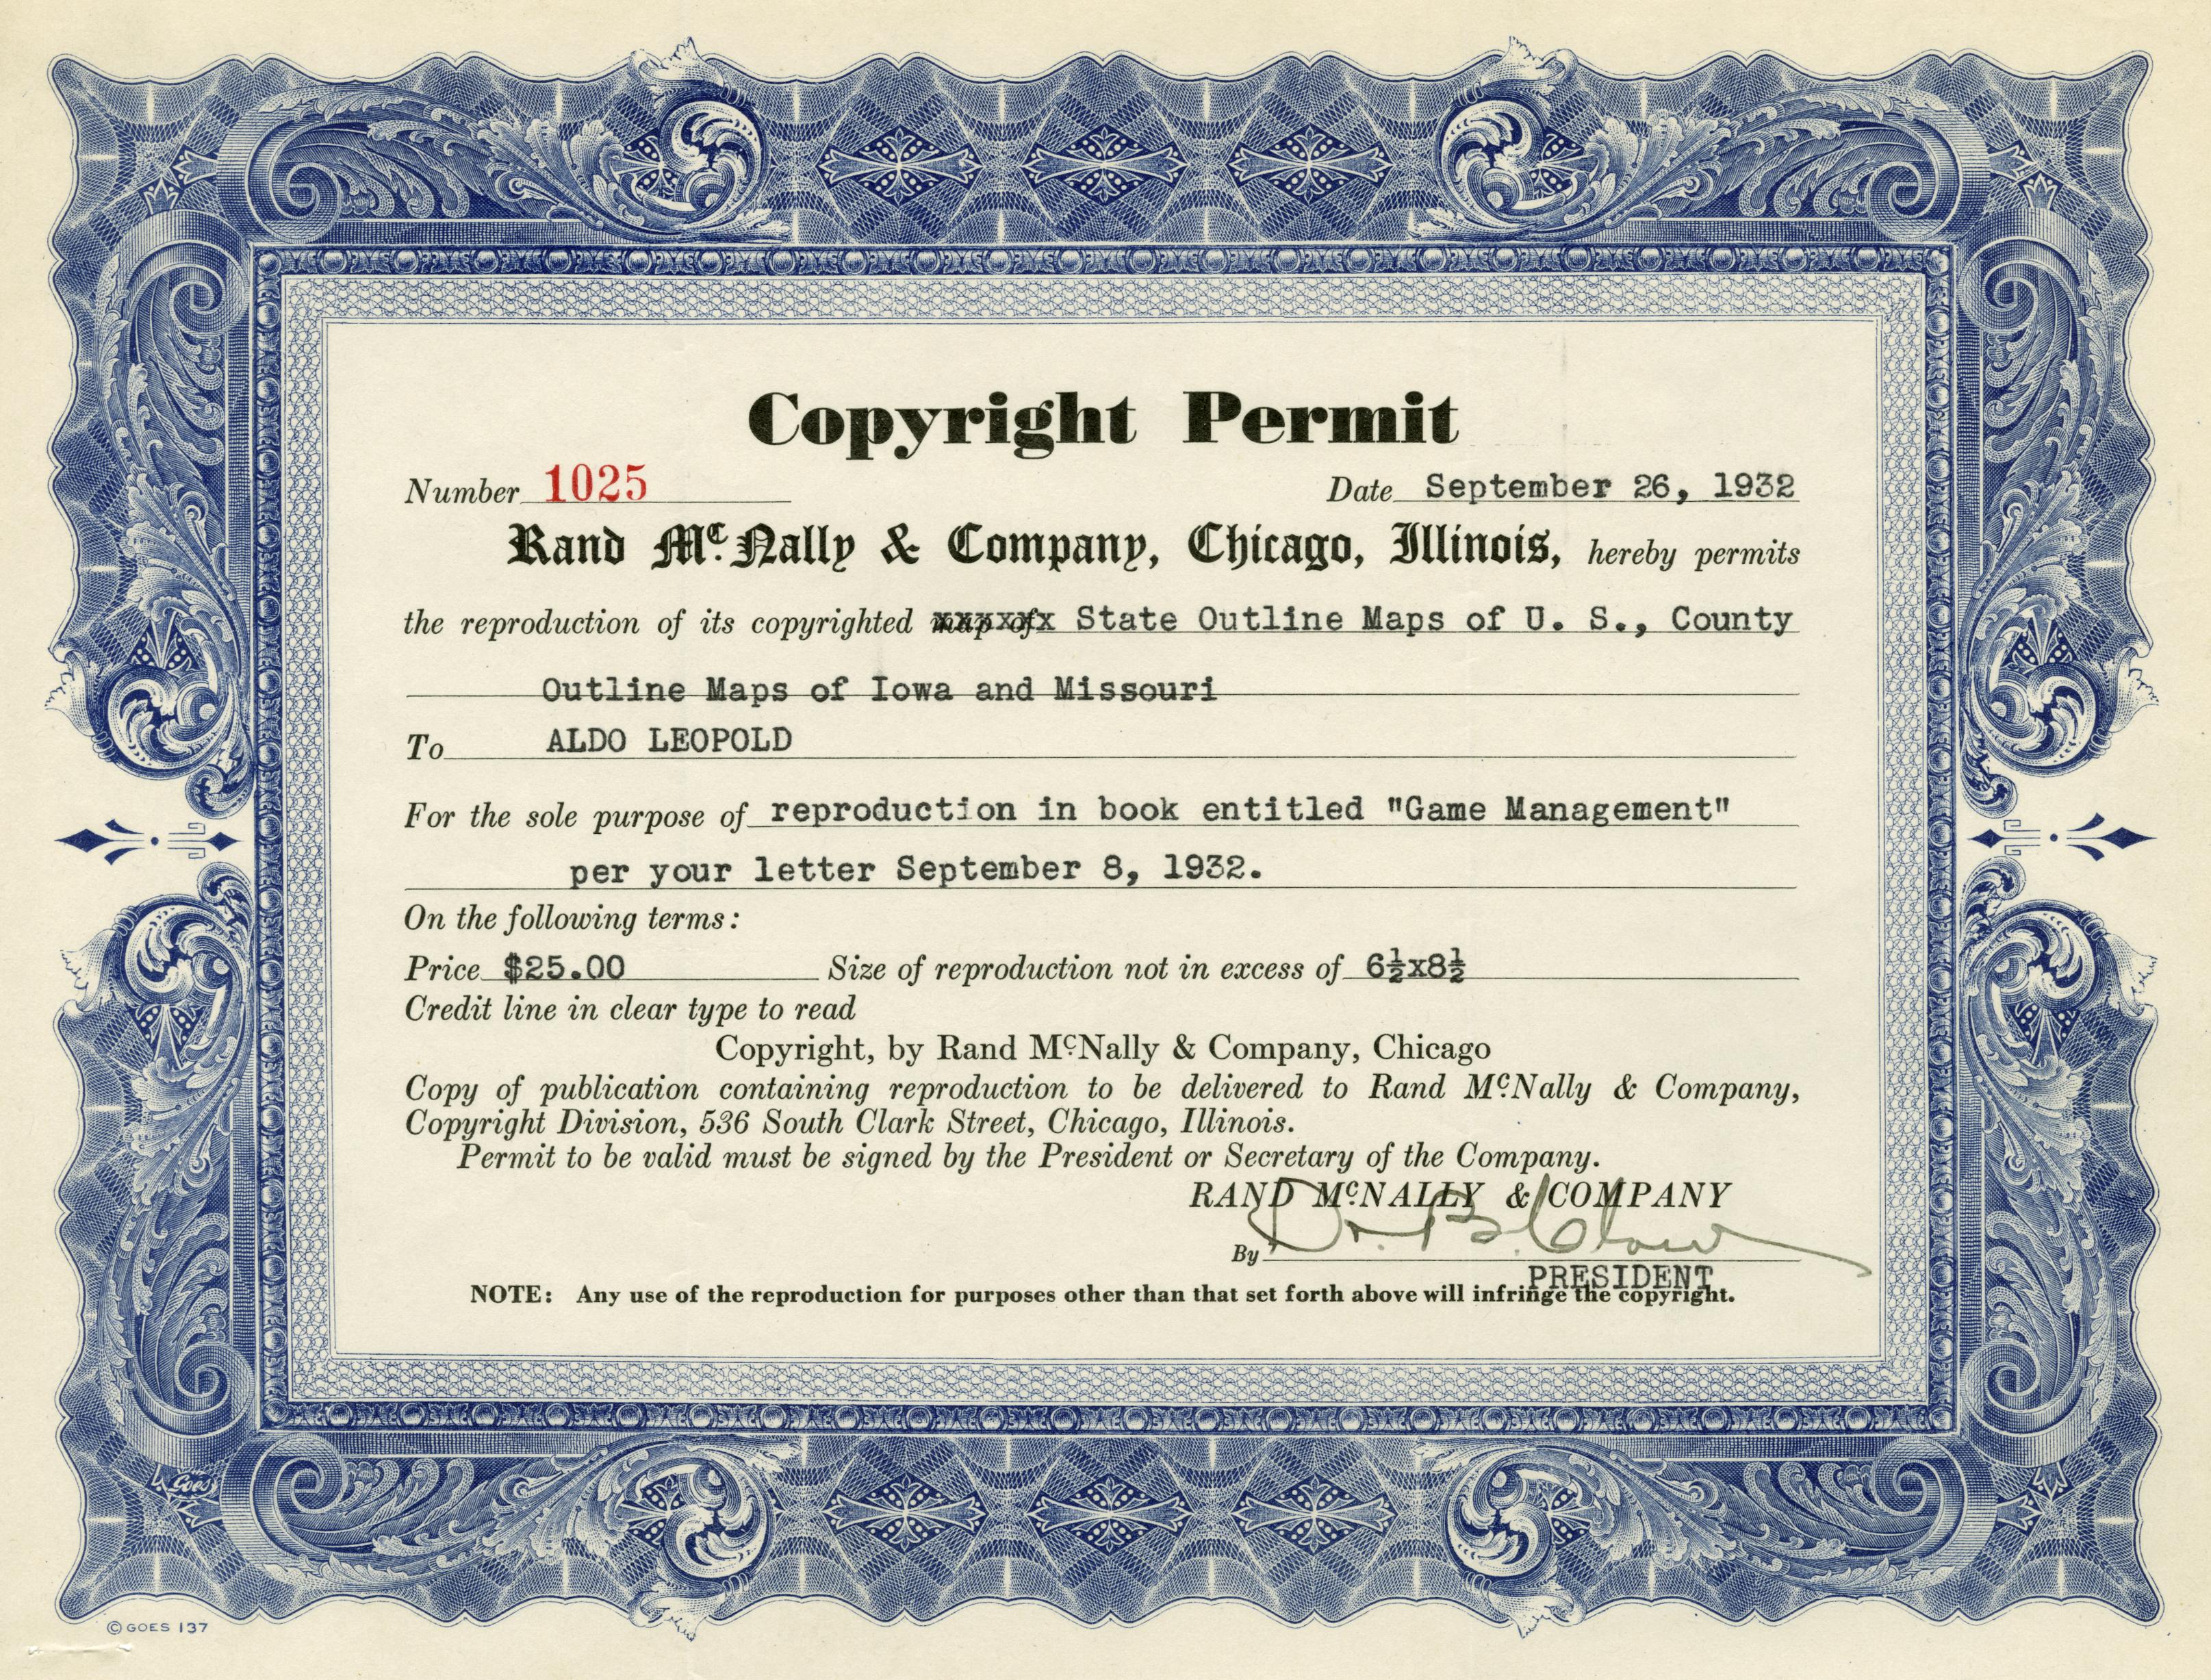 Copyright Permit
Number 1025 Date September 26, 1932
Rand McNally & Company, Chicago, Illinois, hereby permits
the reproduction of its copyrighted map of State Outline Maps of U. S., County
Outline Maps of Iowa and Missouri
To ALDO LEOPOLD
For the sole purpose of reproduction in book entitled "Game Management"
per your letter September 8, 1932.
On the following terms:
Price $25.00 Size of reproduction not in excess of 6½x8½
Credit line in clear type to read
Copyright, by Rand McNally & Company, Chicago
Copy of publication containing reproduction to be delivered to Rand McNally & Company,
Copyright Division, 536 South Clark Street, Chicago, Illinois.
Permit to be valid must be signed by the President or Secretary of the Company.
RAND McNALLY & COMPANY
By
PRESIDENT
NOTE: Any use of the reproduction for purposes other than that set forth above will infringe the copyright.
Goes
© GOES 137